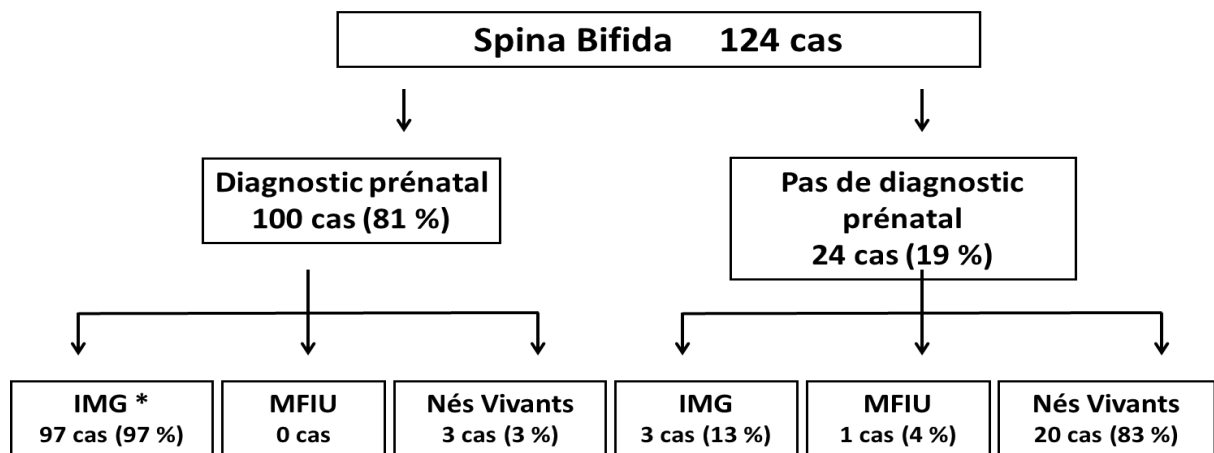 Spina Bifida 124 cas
Diagnostic prénatal
100 cas (81 %)
Pas de diagnostic
prénatal
24 cas (19 %)
IMG *
97 cas (97 %)
MFIU
0 cas
Nés Vivants
3 cas (3 %)
IMG
3 cas (13 %)
MFIU
1 cas (4 %)
Nés Vivants
20 cas (83 %)